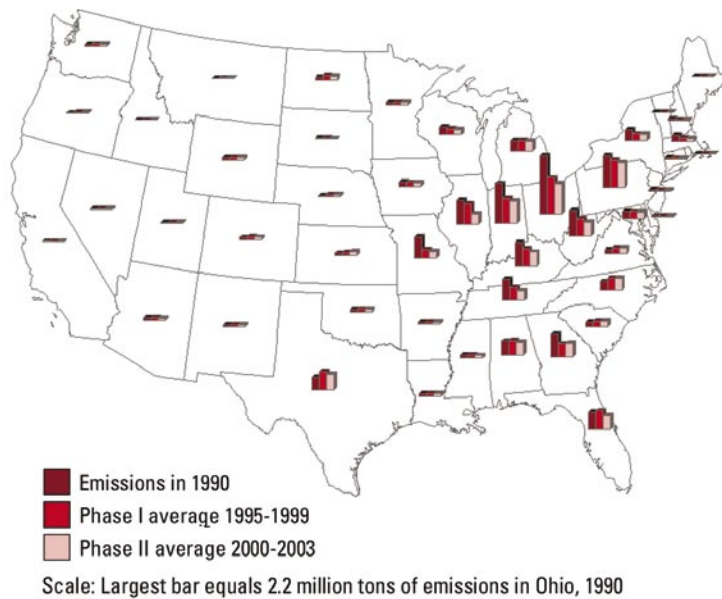 Emissions in 1990
Phase I average 1995-1999
Phase II average 2000-2003
Scale: Largest bar equals 2.2 million tons of emissions in Ohio, 1990